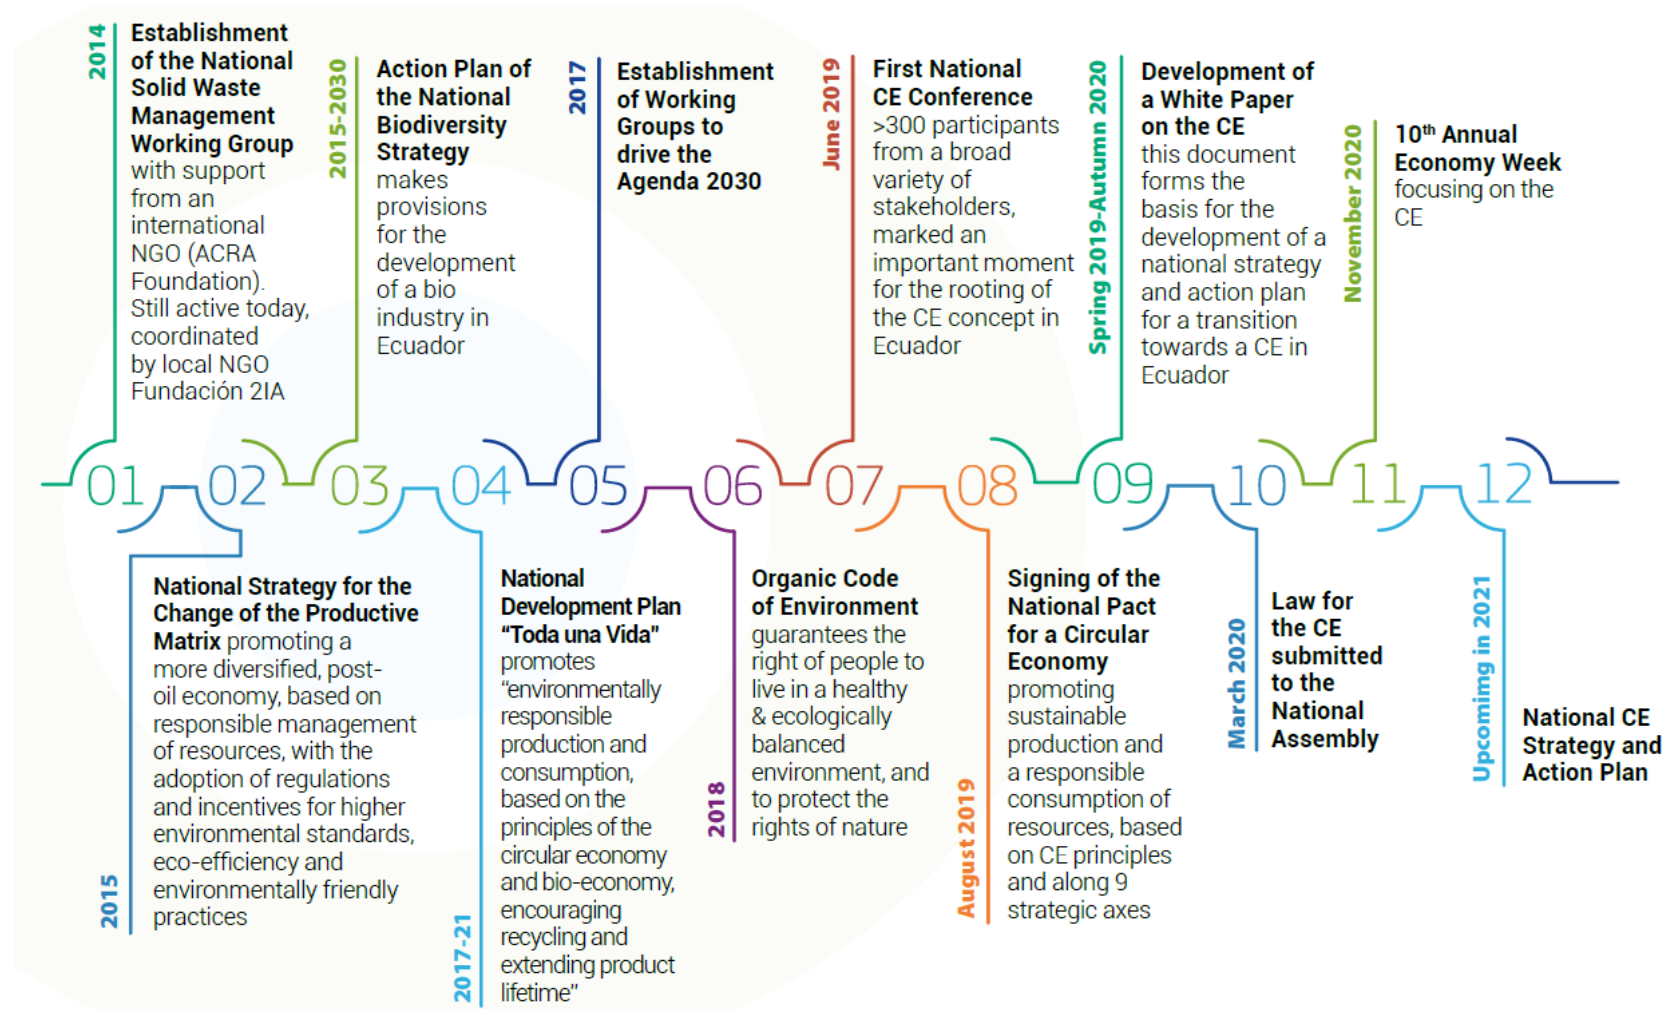 2014
Establishment
of the National
Solid Waste
Management
Working Group
with support
from an
international
NGO (ACRA
Foundation).
Still active today,
coordinated
by local NGO
Fundación 2IA
2015-2030
Action Plan of
the National
Biodiversity
Strategy
makes
provisions
for the
development
of a bio
industry in
Ecuador
2017
Establishment
of Working
Groups to
drive the
Agenda 2030
June 2019
First National
CE Conference
>300 participants
from a broad
variety of
stakeholders,
marked an
important moment
for the rooting of
the CE concept in
Ecuador
Spring 2019-Autumn 2020
Development of
a White Paper
on the CE
this document
forms the
basis for the
development of a
national strategy
and action plan
for a transition
towards a CE in
Ecuador
November 2020
10th Annual
Economy Week
focusing on the
CE
01 02 03 04 05 06 07 08 09 10 11 12
2015
National Strategy for the
Change of the Productive
Matrix promoting a
more diversified, post-
oil economy, based on
responsible management
of resources, with the
adoption of regulations
and incentives for higher
environmental standards,
eco-efficiency and
environmentally friendly
practices
2017-21
National
Development Plan
“Toda una Vida”
promotes
“environmentally
responsible
production and
consumption,
based on the
principles of the
circular economy
and bio-economy,
encouraging
recycling and
extending product
lifetime”
2018
Organic Code
of Environment
guarantees the
right of people to
live in a healthy
& ecologically
balanced
environment, and
to protect the
rights of nature
August 2019
Signing of the
National Pact
for a Circular
Economy
promoting
sustainable
production and
a responsible
consumption of
resources, based
on CE principles
and along 9
strategic axes
March 2020
Law for
the CE
submitted
to the
National
Assembly
Upcoming in 2021
National CE
Strategy and
Action Plan